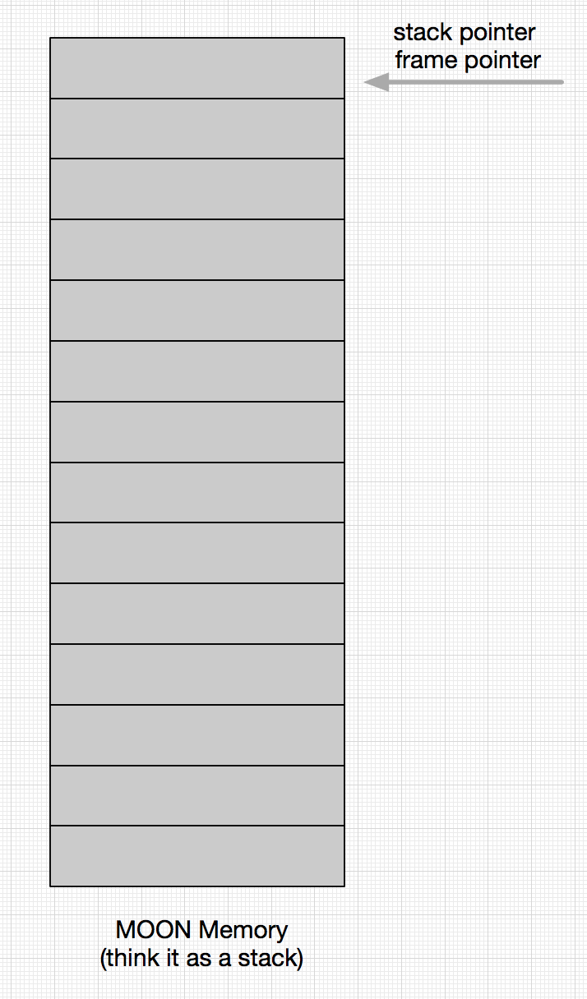 stack pointer
frame pointer
MOON Memory
(think it as a stack)